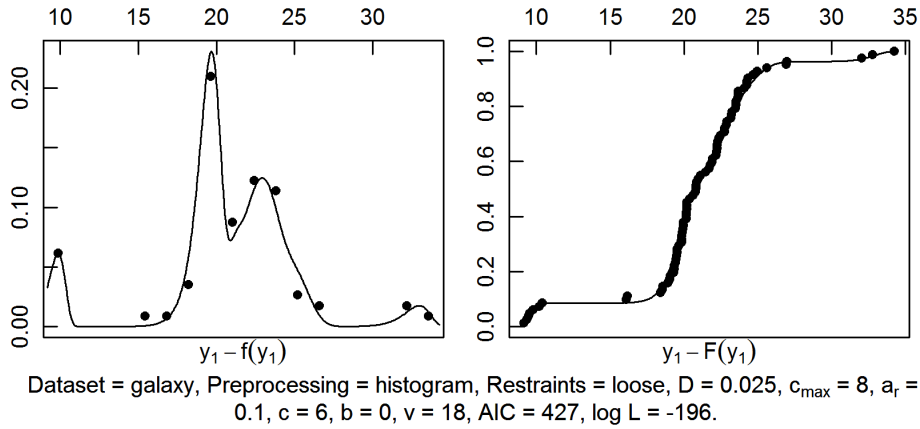 10 15 20 25 30
10 15 20 25 30 35
0.00 0.10 0.20
0.0 0.2 0.4 0.6 0.8 1.0
y₁ – f(y₁)
y₁ – F(y₁)
Dataset = galaxy, Preprocessing = histogram, Restraints = loose, D = 0.025, cₘₐₓ = 8, aᵣ =
0.1, c = 6, b = 0, v = 18, AIC = 427, log L = -196.